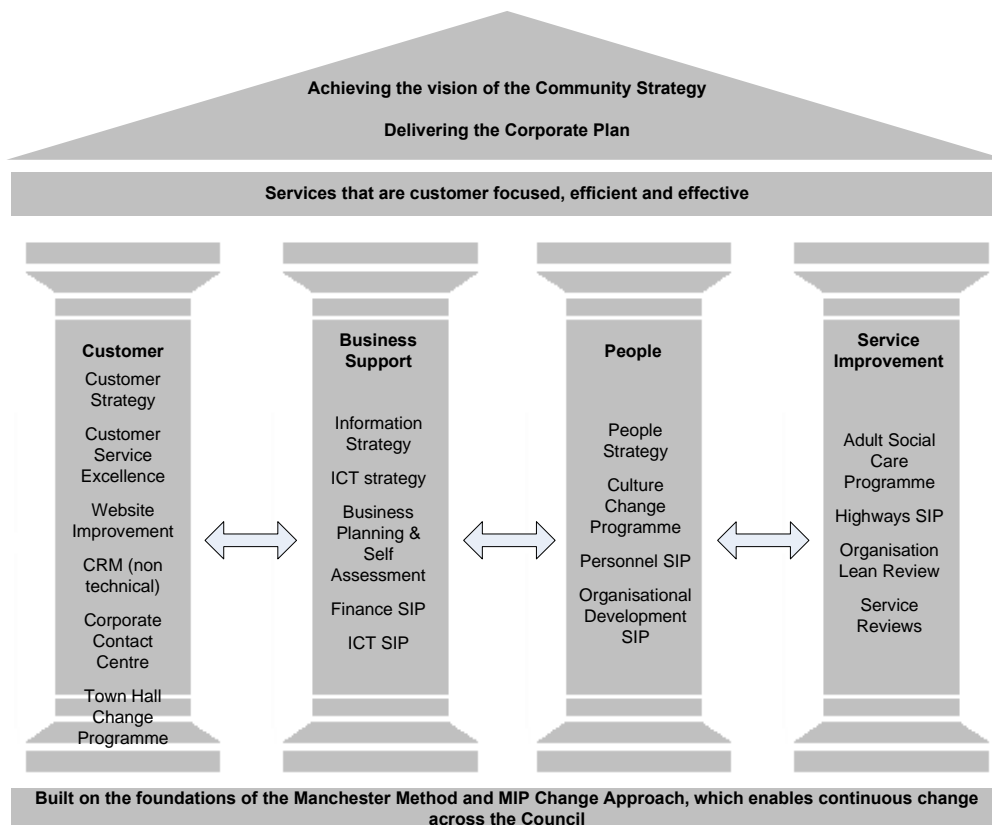 Achieving the vision of the Community Strategy
Delivering the Corporate Plan
Services that are customer focused, efficient and effective
Customer
Customer
Strategy
Customer
Service
Excellence
Website
Improvement
CRM (non
technical)
Corporate
Contact
Centre
Town Hall
Change
Programme
Business
Support
Information
Strategy
ICT strategy
Business
Planning &
Self
Assessment
Finance SIP
ICT SIP
People
People
Strategy
Culture
Change
Programme
Personnel SIP
Organisational
Development
SIP
Service
Improvement
Adult Social
Care
Programme
Highways SIP
Organisation
Lean Review
Service
Reviews
Built on the foundations of the Manchester Method and MIP Change Approach, which enables continuous change
across the Council